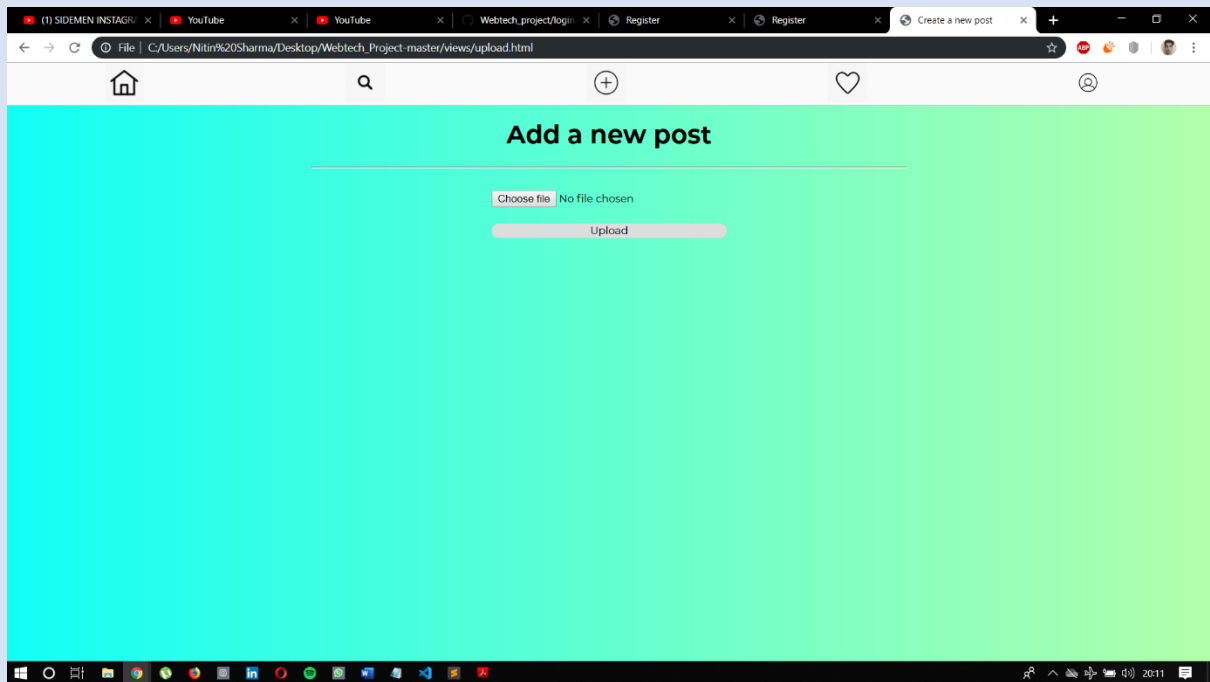 (1) SIDEMEN INSTAGRA YouTube YouTube Webtech_project/login Register Register Create a new post
File | C:/Users/Nitin%20Sharma/Desktop/Webtech_Project-master/views/upload.html ABP
Add a new post
Choose file No file chosen
Upload
20:11